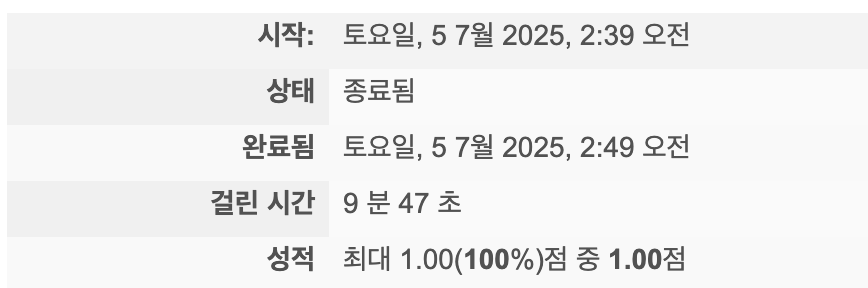 시작: 토요일, 5 7월 2025, 2:39 오전
상태 종료됨
완료됨 토요일, 5 7월 2025, 2:49 오전
걸린 시간 9 분 47 초
성적 최대 1.00(100%)점 중 1.00점